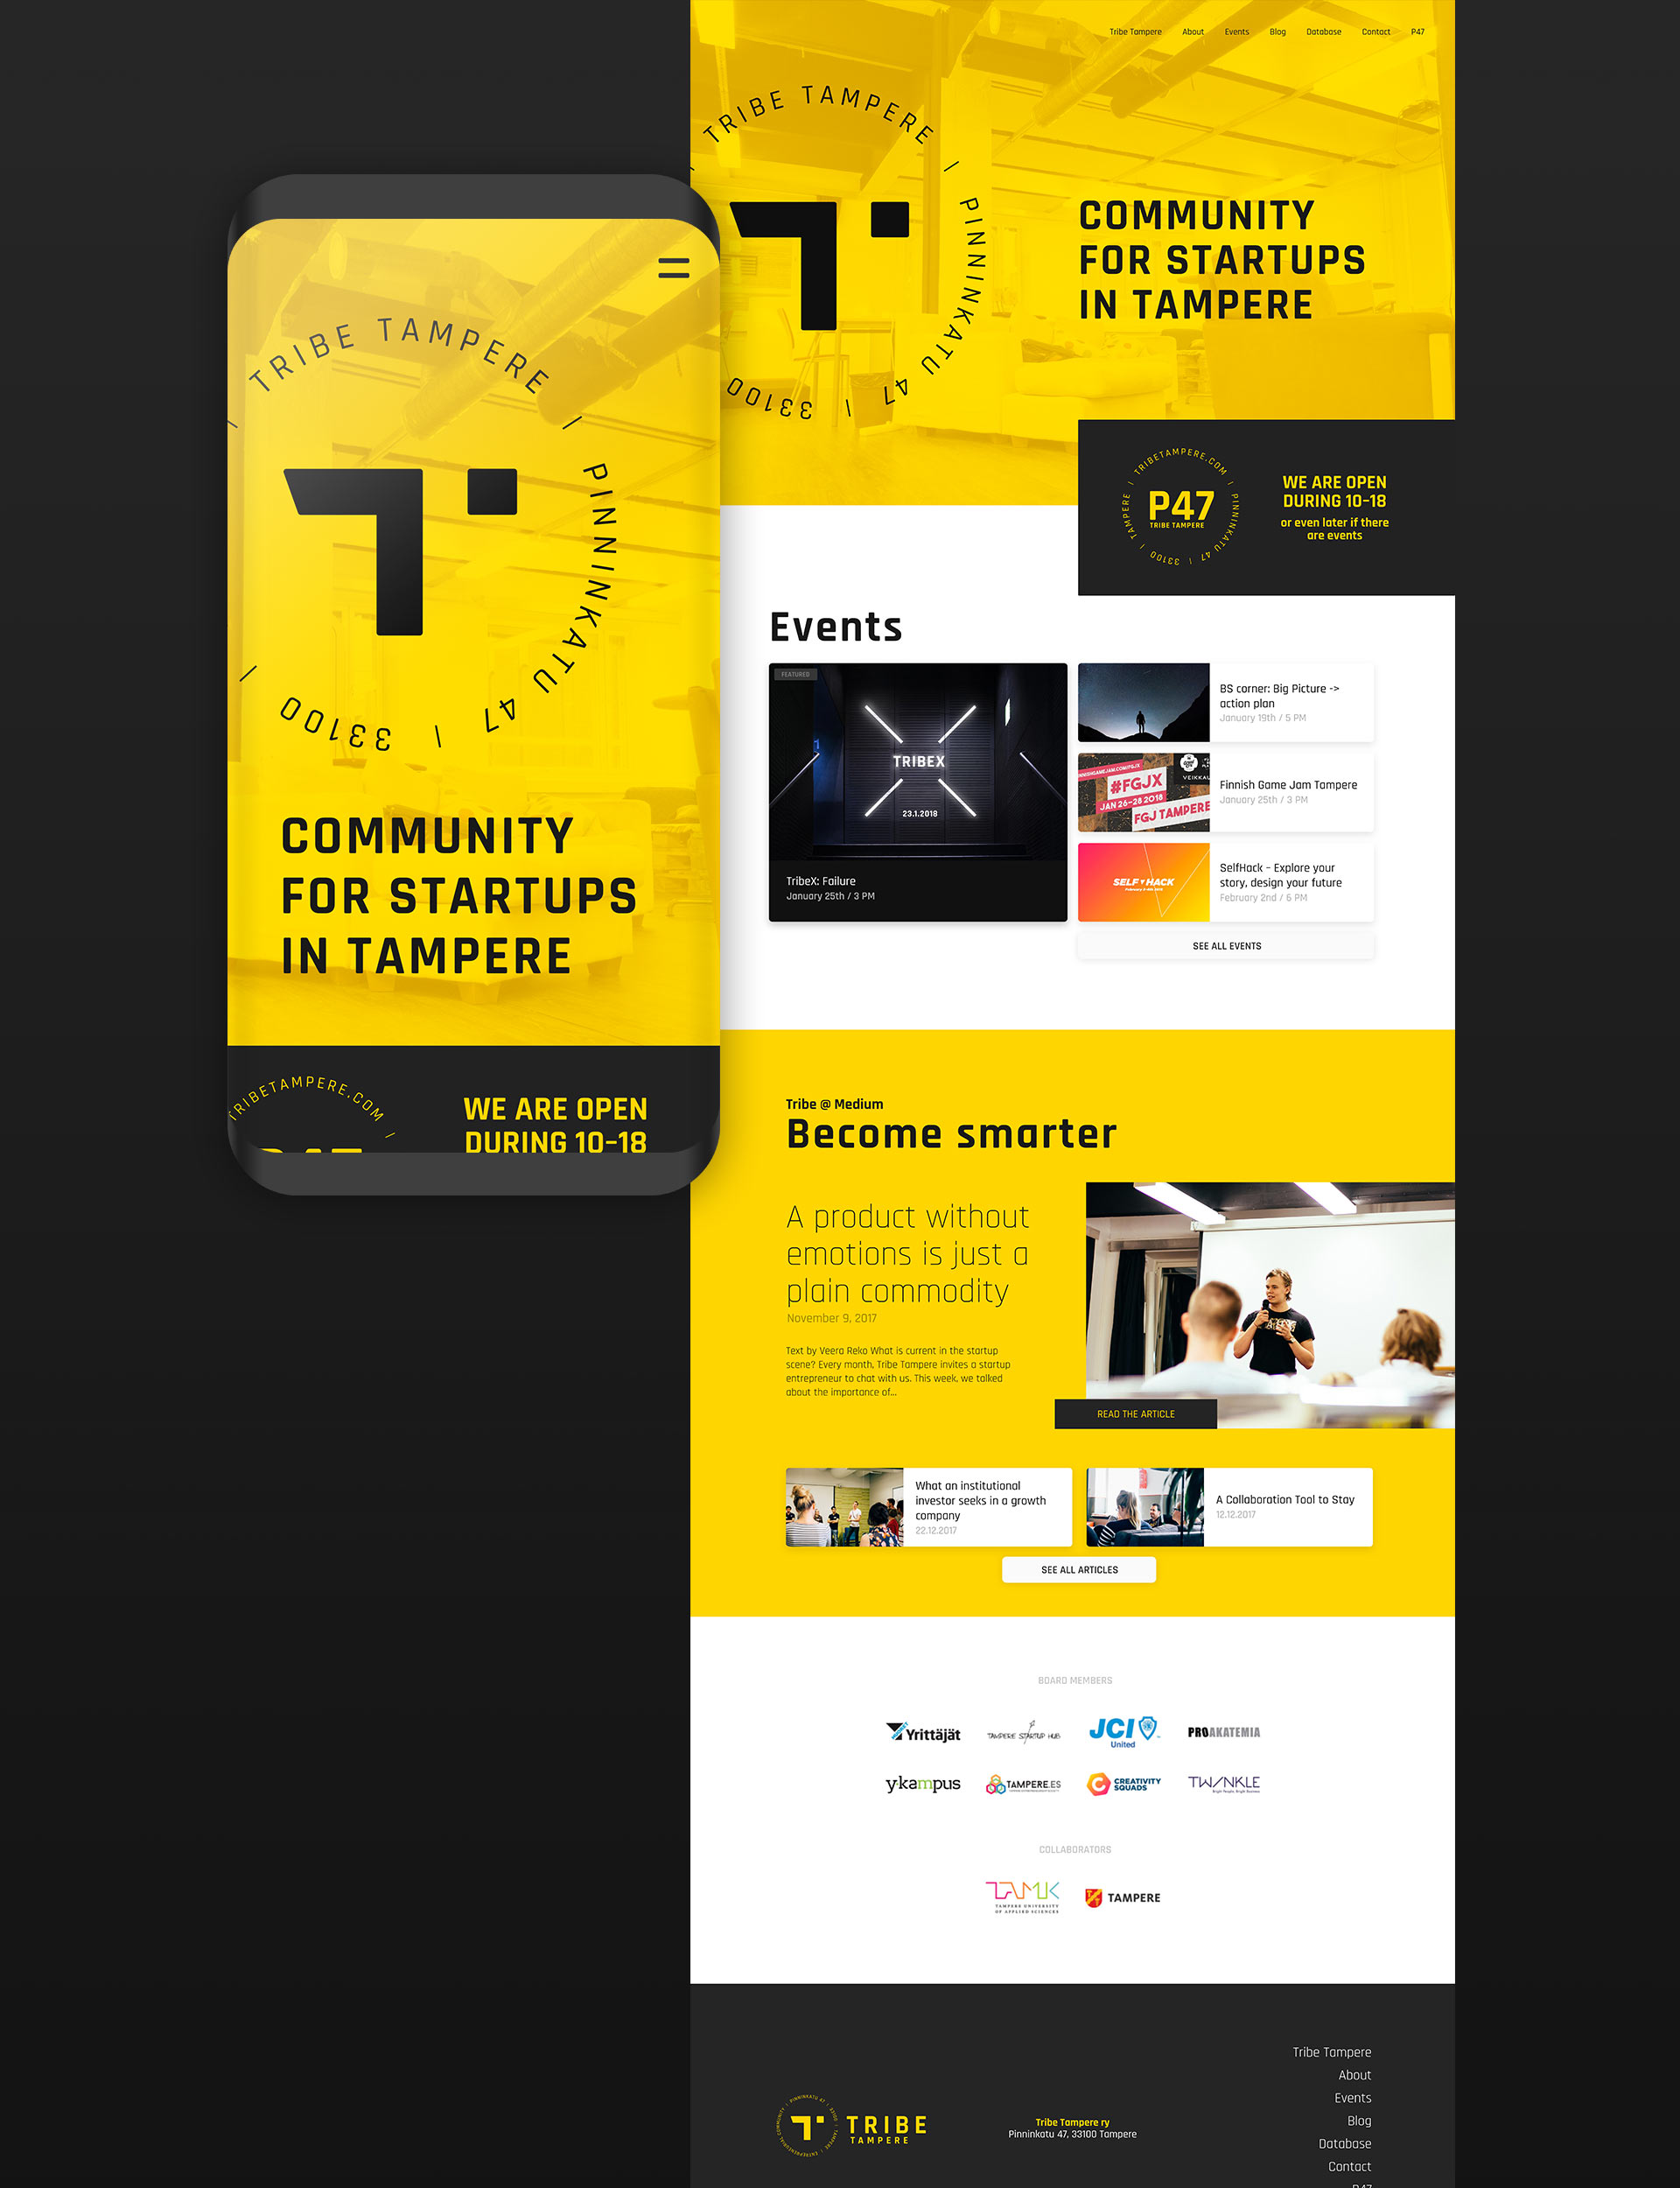 TRIBE TAMPERE | PINNINKATU 47 | 33100 |
COMMUNITY
FOR STARTUPS
IN TAMPERE
TRIBETAMPERE.COM |
WE ARE OPEN
DURING 10–18
Tribe Tampere About Events Blog Database Contact P47
TRIBE TAMPERE | PINNINKATU 47 | 33100
COMMUNITY
FOR STARTUPS
IN TAMPERE
TRIBETAMPERE.COM | PINNINKATU 47 | 33100 | TAMPERE |
P47
TRIBE TAMPERE
WE ARE OPEN
DURING 10–18
or even later if there
are events
Events
FEATURED
TRIBEX
23.1.2018
TribeX: Failure
January 25th / 3 PM
BS corner: Big Picture ->
action plan
January 19th / 5 PM
#FGJX
JAN 26-28 2018
FGJ TAMPERE
Finnish Game Jam Tampere
January 25th / 3 PM
SELF HACK
SelfHack – Explore your
story, design your future
February 2nd / 6 PM
SEE ALL EVENTS
Tribe @ Medium
Become smarter
A product without
emotions is just a
plain commodity
November 9, 2017
Text by Veera Reko What is current in the startup
scene? Every month, Tribe Tampere invites a startup
entrepreneur to chat with us. This week, we talked
about the importance of...
READ THE ARTICLE
What an institutional
investor seeks in a growth
company
22.12.2017
A Collaboration Tool to Stay
12.12.2017
SEE ALL ARTICLES
BOARD MEMBERS
Yrittäjät
TAMPERE STARTUP HUB
JCI
United
PROAKATEMIA
y-kampus
TAMPERE.ES
CREATIVITY
SQUADS
TWINKLE
Bright People. Bright Business.
COLLABORATORS
TAMK
TAMPERE UNIVERSITY
OF APPLIED SCIENCES
TAMPERE
TRIBE
TAMPERE
Tribe Tampere ry
Pinninkatu 47, 33100 Tampere
Tribe Tampere
About
Events
Blog
Database
Contact
P47